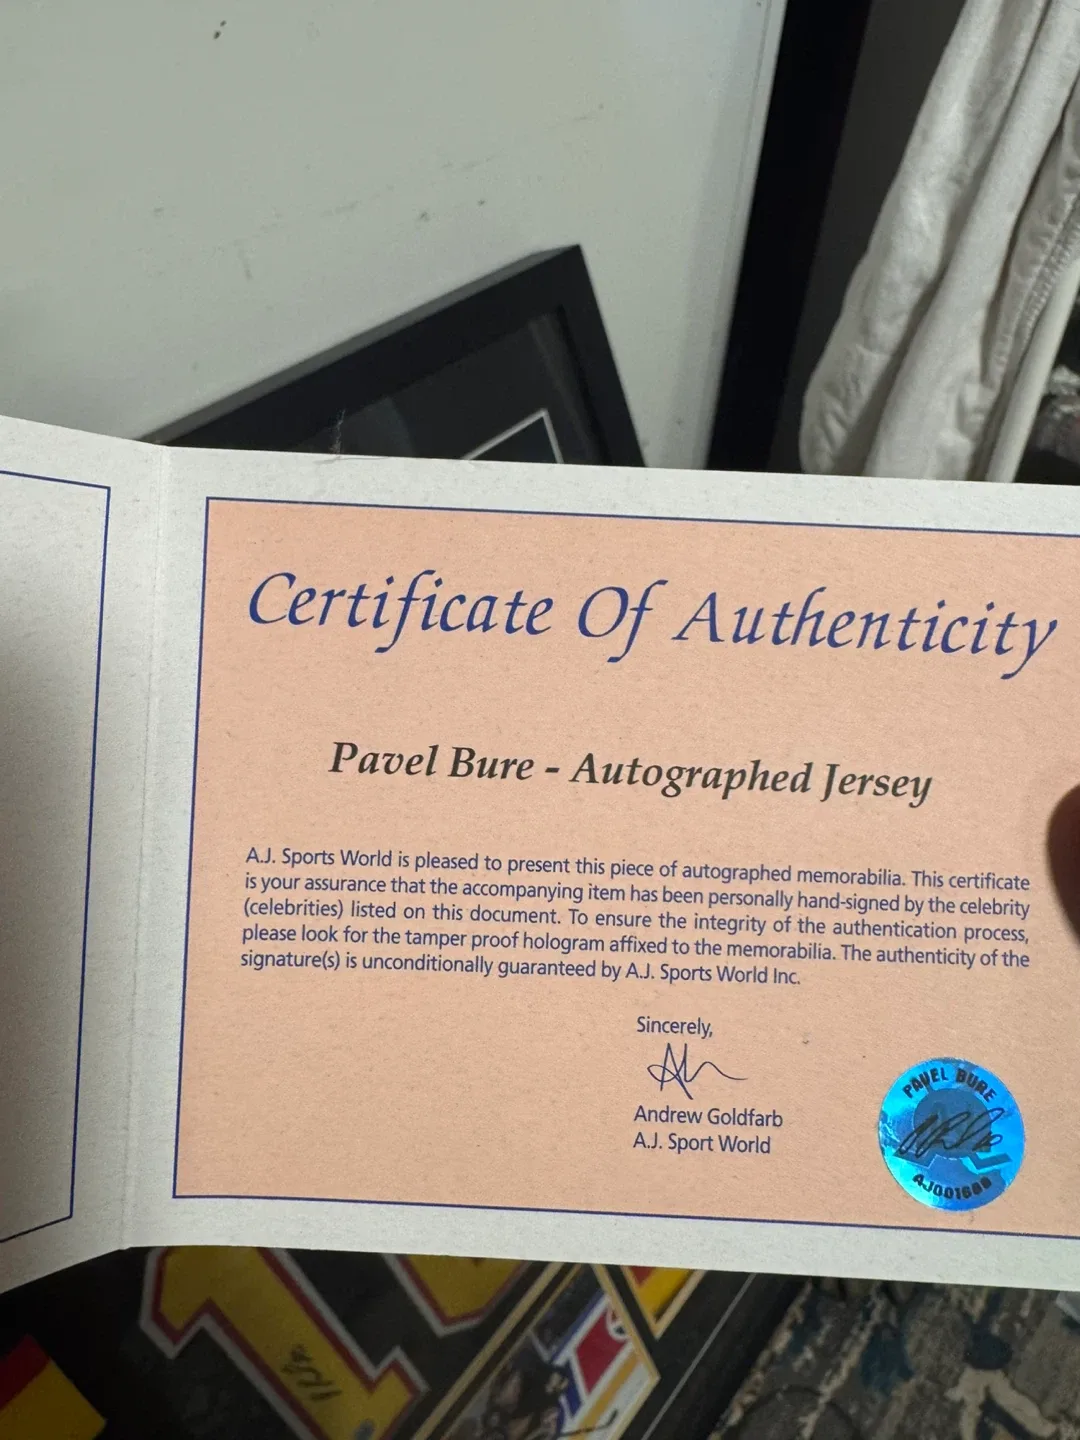 Certificate Of Authenticity
Pavel Bure - Autographed Jersey
A.J. Sports World is pleased to present this piece of autographed memorabilia. This certificate
is your assurance that the accompanying item has been personally hand-signed by the celebrity
(celebrities) listed on this document. To ensure the integrity of the authentication process,
please look for the tamper proof hologram affixed to the memorabilia. The authenticity of the
signature(s) is unconditionally guaranteed by A.J. Sports World Inc.
Sincerely,
Andrew Goldfarb
A.J. Sport World
PAVEL BURE